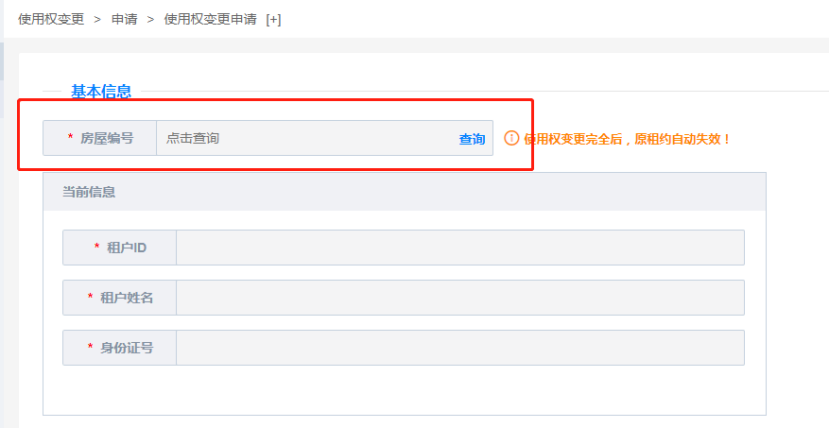 使用权变更 > 申请 > 使用权变更申请 [+]
基本信息
* 房屋编号 点击查询 查询 使用权变更完全后，原租约自动失效！
当前信息
* 租户ID
* 租户姓名
* 身份证号